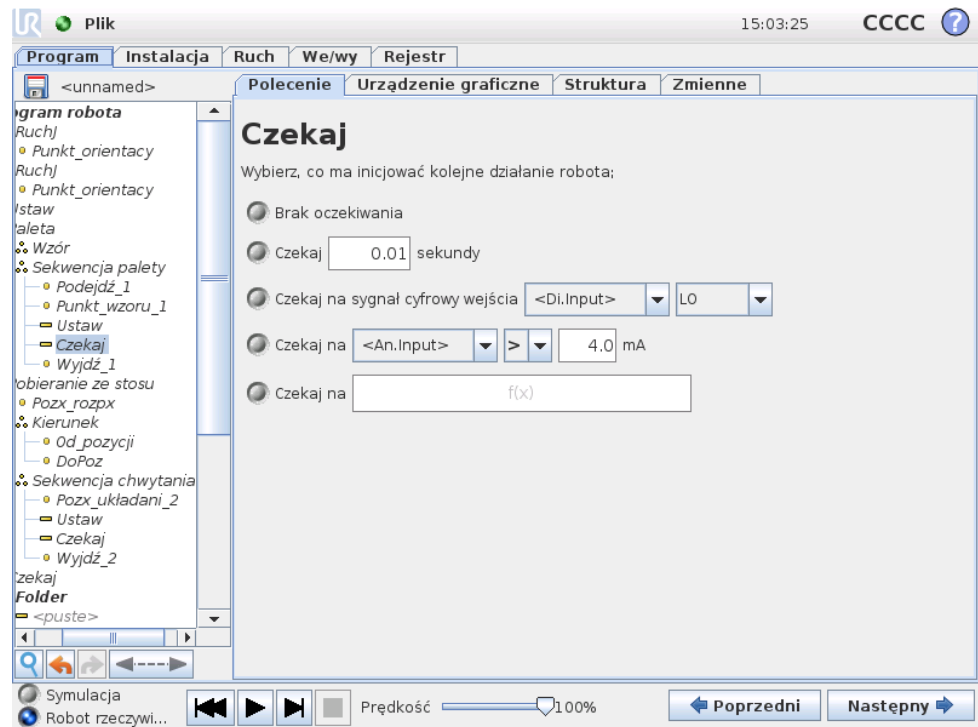 UR Plik 15:03:25 CCCC ?
Program Instalacja Ruch We/wy Rejestr
<unnamed>
Polecenie Urządzenie graficzne Struktura Zmienne
ogram robota
RuchJ
Punkt_orientacy
RuchJ
Punkt_orientacy
Istaw
Paleta
Wzór
Sekwencja palety
Podejdź_1
Punkt_wzoru_1
Ustaw
Czekaj
Wyjdź_1
Pobieranie ze stosu
Pozx_rozpx
Kierunek
Od_pozycji
DoPoz
Sekwencja chwytania
Pozx_układani_2
Ustaw
Czekaj
Wyjdź_2
Czekaj
Folder
<puste>
Czekaj
Wybierz, co ma inicjować kolejne działanie robota;
Brak oczekiwania
Czekaj 0.01 sekundy
Czekaj na sygnał cyfrowy wejścia <Di.Input> LO
Czekaj na <An.Input> > 4.0 mA
Czekaj na f(x)
Symulacja
Robot rzeczywi...
Prędkość 100%
Poprzedni Następny